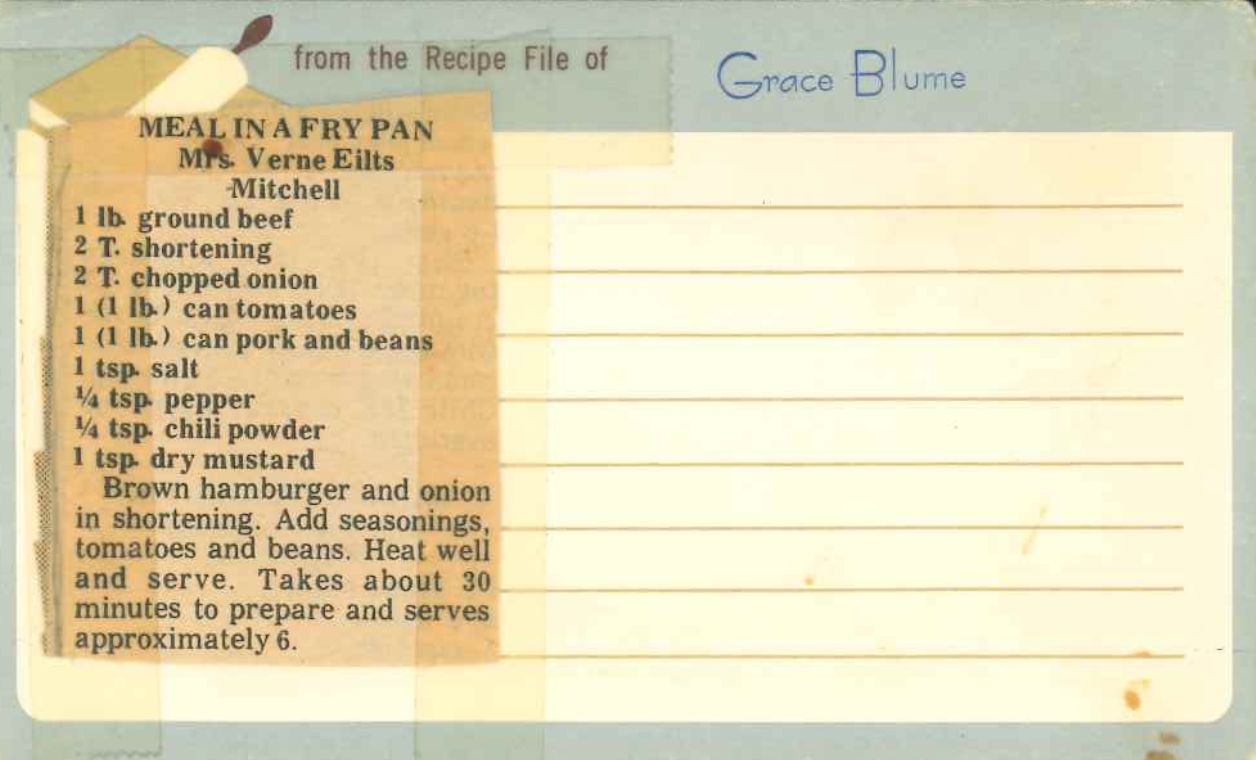 from the Recipe File of Grace Blume
MEAL IN A FRY PAN
Mrs. Verne Eilts
Mitchell
1 lb. ground beef
2 T. shortening
2 T. chopped onion
1 (1 lb.) can tomatoes
1 (1 lb.) can pork and beans
1 tsp. salt
¼ tsp. pepper
¼ tsp. chili powder
1 tsp. dry mustard
Brown hamburger and onion
in shortening. Add seasonings,
tomatoes and beans. Heat well
and serve. Takes about 30
minutes to prepare and serves
approximately 6.